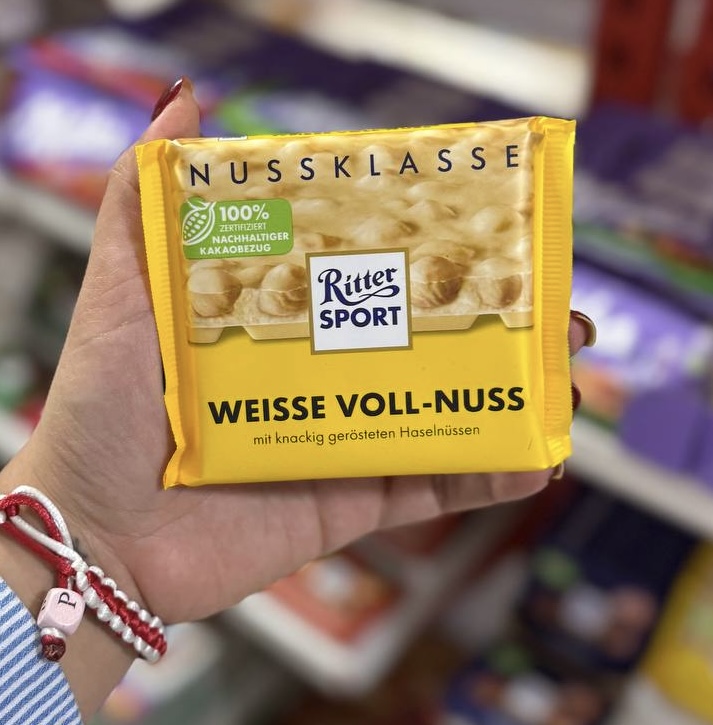 NUSSKLASSE
100%
ZERTIFIZIERT
NACHHALTIGER
KAKAOBEZUG
Ritter
SPORT
WEISSE VOLL-NUSS
mit knackig gerösteten Haselnüssen
P